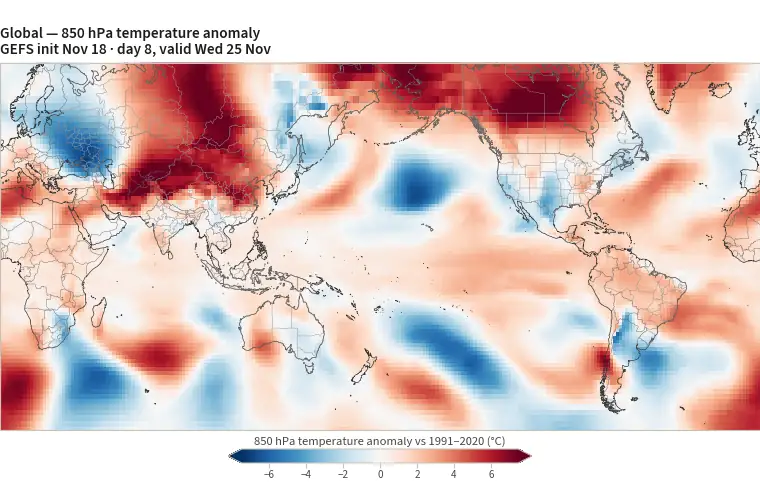 Global — 850 hPa temperature anomaly
GEFS init Nov 18 · day 8, valid Wed 25 Nov
850 hPa temperature anomaly vs 1991–2020 (°C)
−6 −4 −2 0 2 4 6